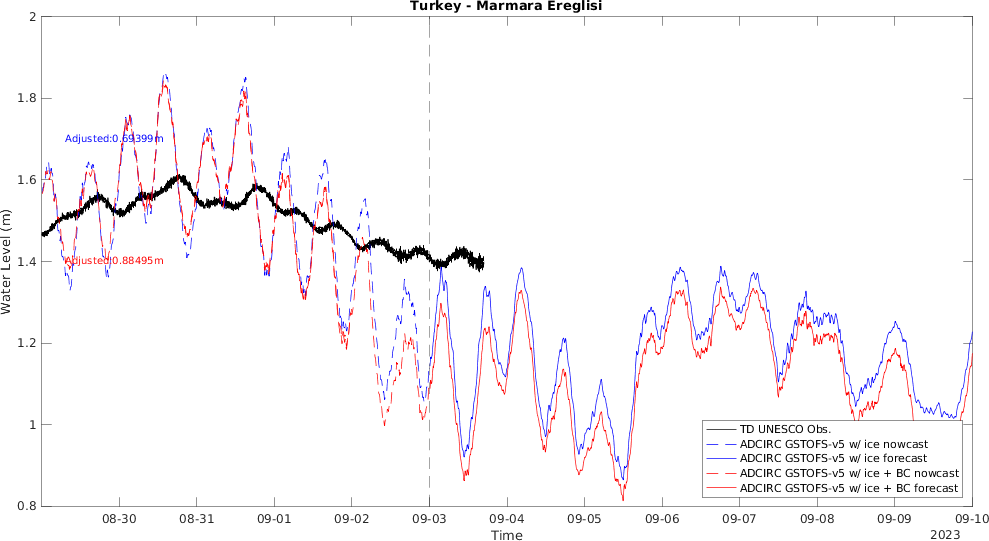 Turkey - Marmara Ereglisi
2
1.8
1.6
1.4
1.2
1
0.8
Water Level (m)
Adjusted:0.69399m
Adjusted:0.88495m
TD UNESCO Obs.
ADCIRC GSTOFS-v5 w/ ice nowcast
ADCIRC GSTOFS-v5 w/ ice forecast
ADCIRC GSTOFS-v5 w/ ice + BC nowcast
ADCIRC GSTOFS-v5 w/ ice + BC forecast
08-30 08-31 09-01 09-02 09-03 09-04 09-05 09-06 09-07 09-08 09-09 09-10
Time
2023